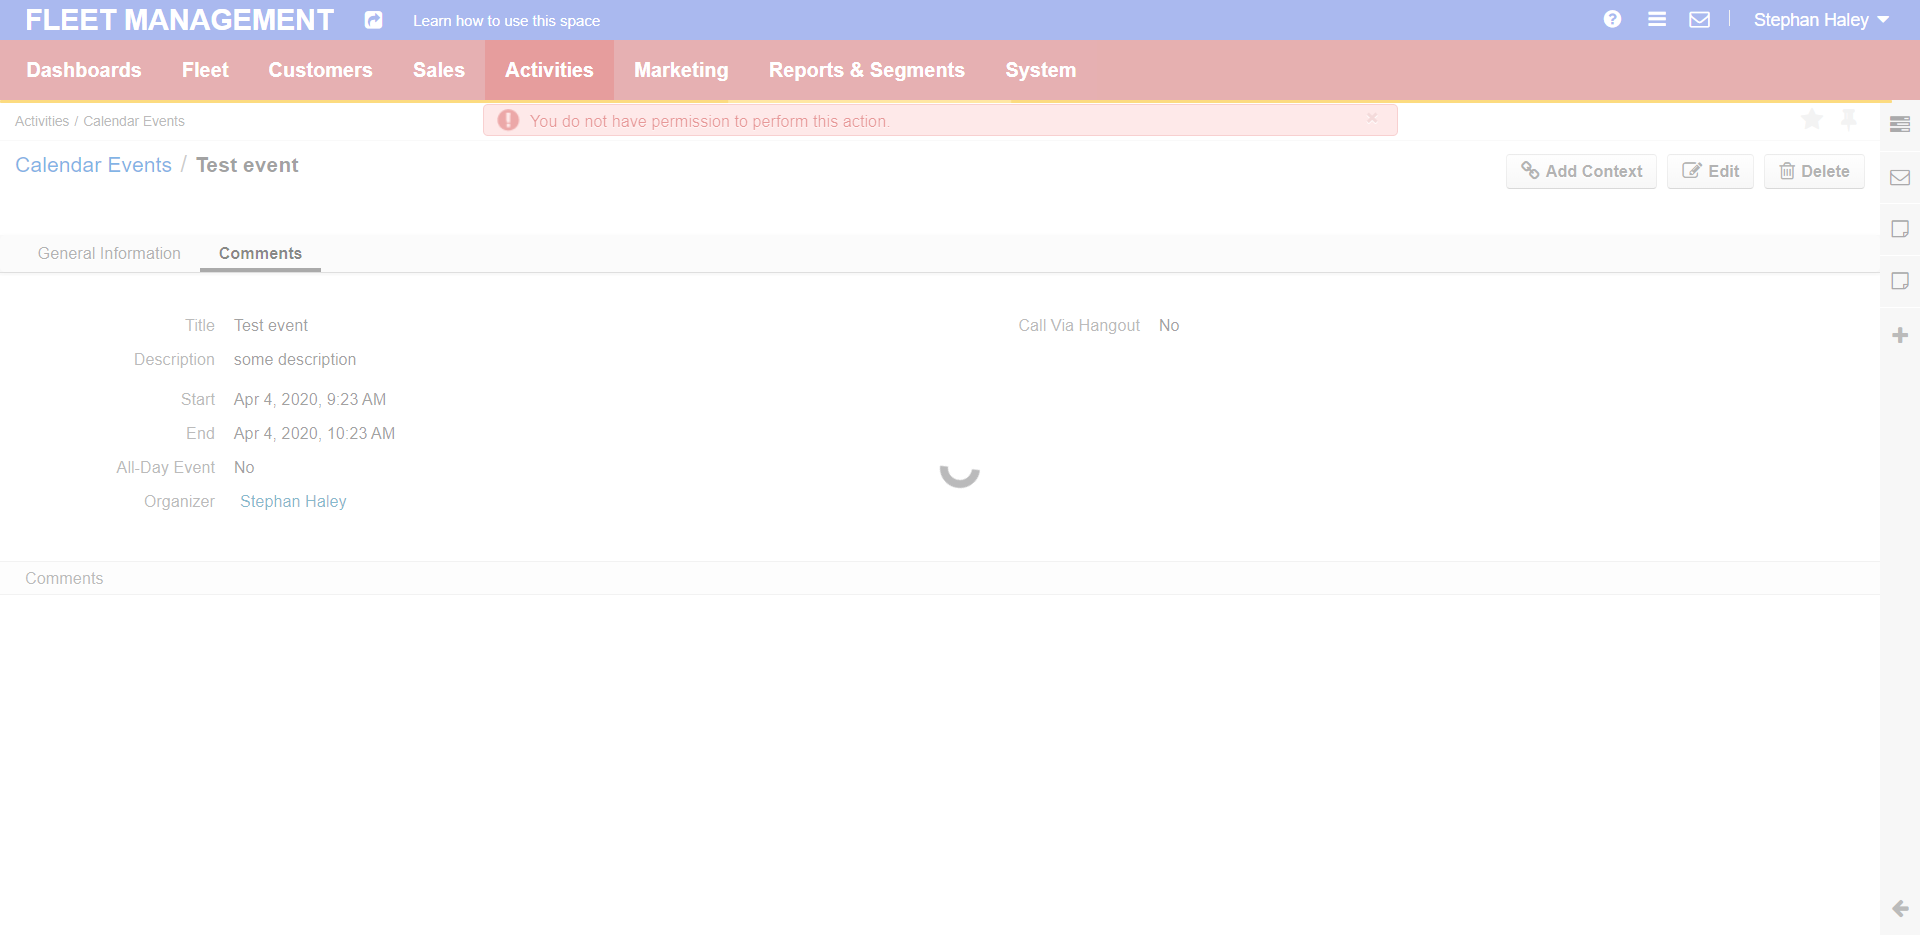 FLEET MANAGEMENT Learn how to use this space Stephan Haley
Dashboards Fleet Customers Sales Activities Marketing Reports & Segments System
Activities / Calendar Events
You do not have permission to perform this action.
Calendar Events / Test event
Add Context Edit Delete
General Information Comments
Title Test event Call Via Hangout No
Description some description
Start Apr 4, 2020, 9:23 AM
End Apr 4, 2020, 10:23 AM
All-Day Event No
Organizer Stephan Haley
Comments